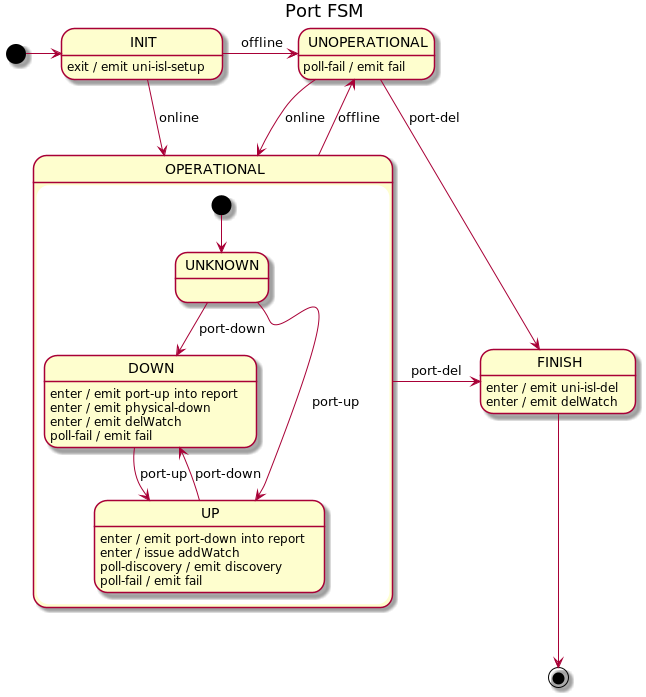 Port FSM
INIT
exit / emit uni-isl-setup
offline
UNOPERATIONAL
poll-fail / emit fail
online
online
offline
port-del
OPERATIONAL
UNKNOWN
port-down
DOWN
enter / emit port-up into report
enter / emit physical-down
enter / emit delWatch
poll-fail / emit fail
port-up
port-del
FINISH
enter / emit uni-isl-del
enter / emit delWatch
port-up
port-down
UP
enter / emit port-down into report
enter / issue addWatch
poll-discovery / emit discovery
poll-fail / emit fail